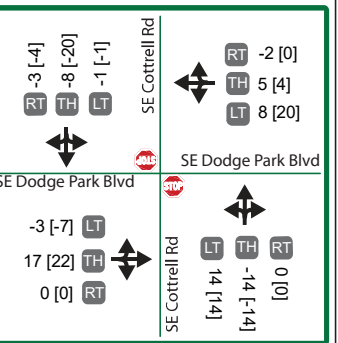 -3 [-4]
-8 [-20]
-1 [-1]
RT TH LT
SE Cottrell Rd
RT -2 [0]
TH 5 [4]
LT 8 [20]
STOP
SE Dodge Park Blvd
SE Dodge Park Blvd
STOP
-3 [-7] LT
17 [22] TH
0 [0] RT
SE Cottrell Rd
LT TH RT
14 [14]
-14 [-14]
0 [0]